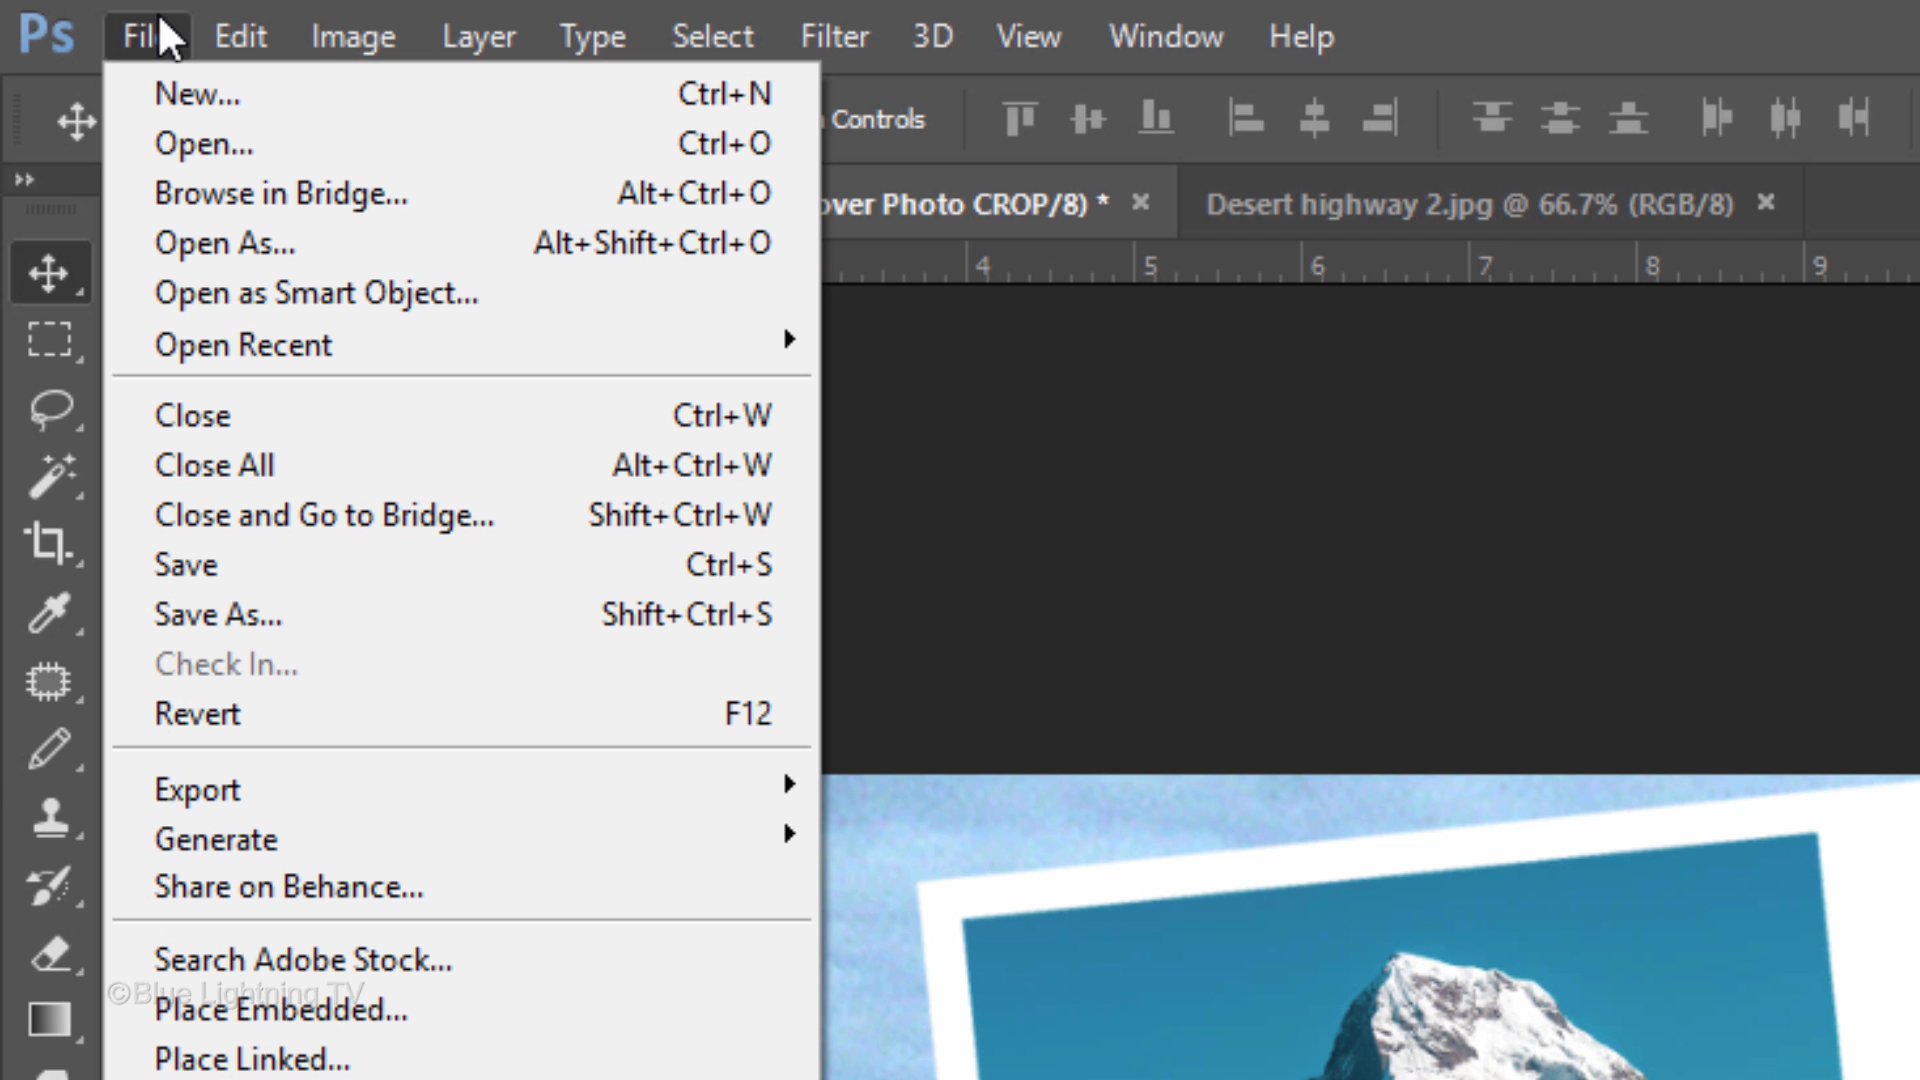 Ps File Edit Image Layer Type Select Filter 3D View Window Help
New... Ctrl+N
Controls
Open... Ctrl+O
Browse in Bridge... Alt+Ctrl+O
over Photo CROP/8) * × Desert highway 2.jpg @ 66.7% (RGB/8) ×
Open As... Alt+Shift+Ctrl+O
4 5 6 7 8 9
Open as Smart Object...
Open Recent
Close Ctrl+W
Close All Alt+Ctrl+W
Close and Go to Bridge... Shift+Ctrl+W
Save Ctrl+S
Save As... Shift+Ctrl+S
Check In...
Revert F12
Export
Generate
Share on Behance...
Search Adobe Stock...
©Blue Lightning TV
Place Embedded...
Place Linked...